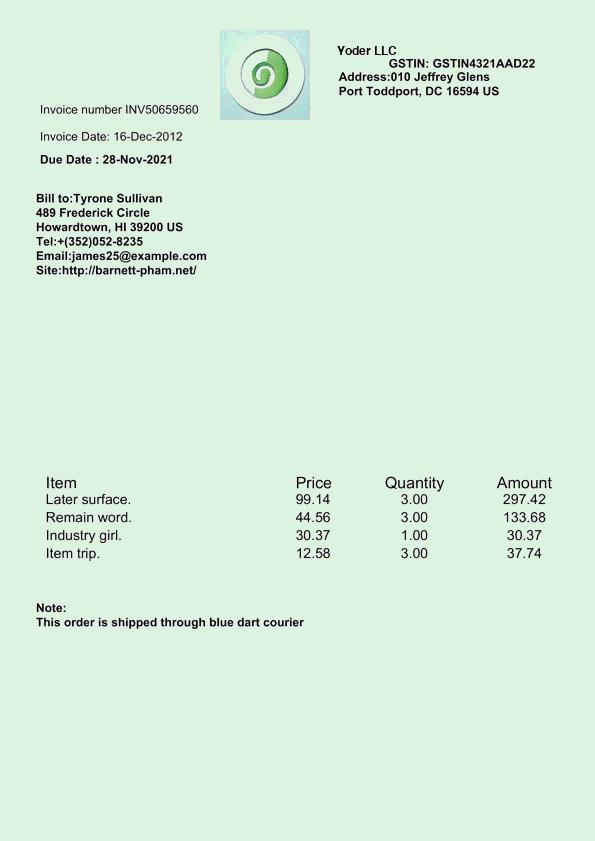 Yoder LLC
GSTIN: GSTIN4321AAD22
Address:010 Jeffrey Glens
Port Toddport, DC 16594 US
Invoice number INV50659560
Invoice Date: 16-Dec-2012
Due Date : 28-Nov-2021
Bill to:Tyrone Sullivan
489 Frederick Circle
Howardtown, HI 39200 US
Tel:+(352)052-8235
Email:james25@example.com
Site:http://barnett-pham.net/
Item Price Quantity Amount
Later surface. 99.14 3.00 297.42
Remain word. 44.56 3.00 133.68
Industry girl. 30.37 1.00 30.37
Item trip. 12.58 3.00 37.74
Note:
This order is shipped through blue dart courier